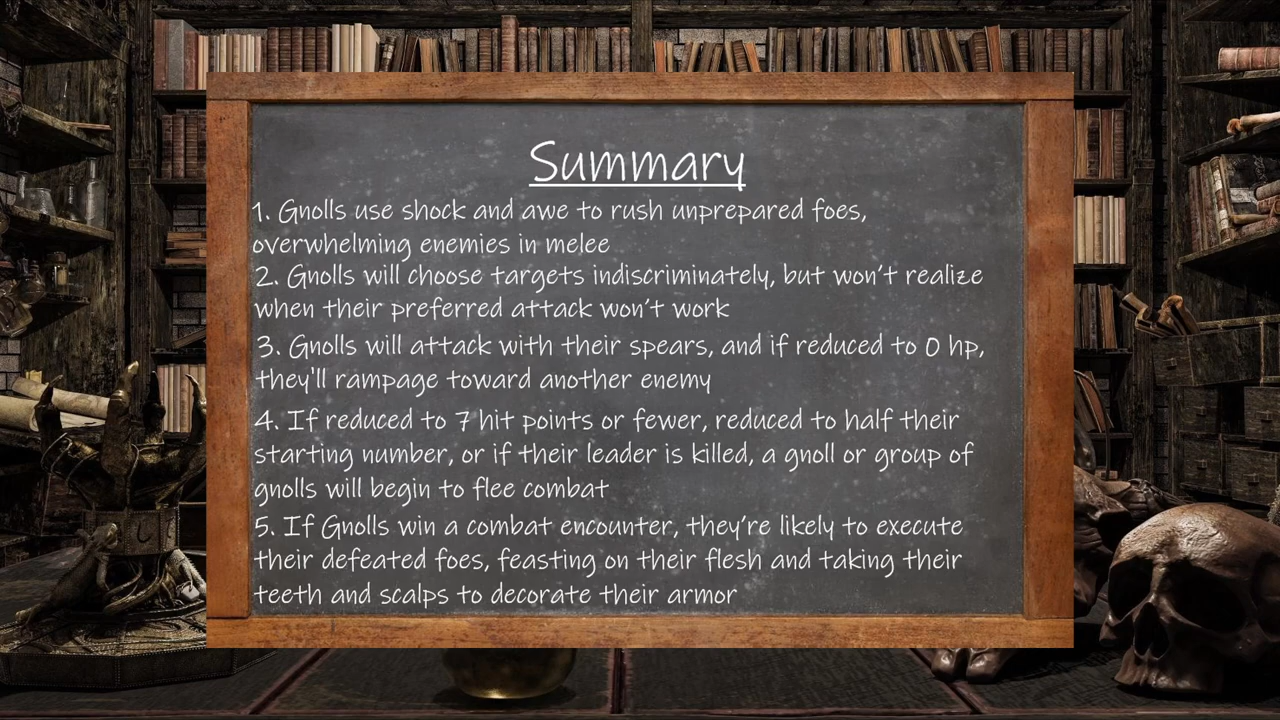 Summary
1. Gnolls use shock and awe to rush unprepared foes,
overwhelming enemies in melee
2. Gnolls will choose targets indiscriminately, but won't realize
when their preferred attack won't work
3. Gnolls will attack with their spears, and if reduced to 0 hp,
they'll rampage toward another enemy
4. If reduced to 7 hit points or fewer, reduced to half their
starting number, or if their leader is killed, a gnoll or group of
gnolls will begin to flee combat
5. If Gnolls win a combat encounter, they're likely to execute
their defeated foes, feasting on their flesh and taking their
teeth and scalps to decorate their armor